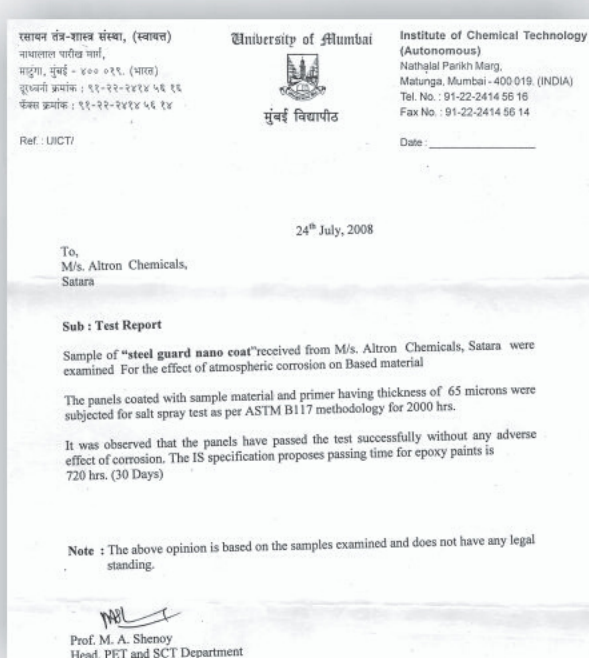 रसायन तंत्र-शास्त्र संस्था, (स्वायत्त)
नाथालाल पारीख मार्ग,
माटुंगा, मुंबई - ४०० ०१९. (भारत)
दूरध्वनी क्रमांक : ९१-२२-२४१४ ५६ १६
फॅक्स क्रमांक : ९१-२२-२४१४ ५६ १४
Ref. : UICT/
University of Mumbai
मुंबई विद्यापीठ
Institute of Chemical Technology
(Autonomous)
Nathalal Parikh Marg,
Matunga, Mumbai - 400 019. (INDIA)
Tel. No. : 91-22-2414 56 16
Fax No. : 91-22-2414 56 14
Date :
24th July, 2008
To,
M/s. Altron Chemicals,
Satara
Sub : Test Report
Sample of "steel guard nano coat"received from M/s. Altron Chemicals, Satara were
examined For the effect of atmospheric corrosion on Based material
The panels coated with sample material and primer having thickness of 65 microns were
subjected for salt spray test as per ASTM B117 methodology for 2000 hrs.
It was observed that the panels have passed the test successfully without any adverse
effect of corrosion. The IS specification proposes passing time for epoxy paints is
720 hrs. (30 Days)
Note : The above opinion is based on the samples examined and does not have any legal
standing.
Prof. M. A. Shenoy
Head, PET and SCT Department